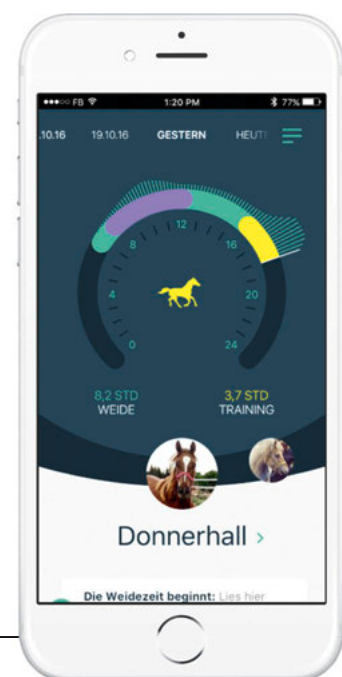 FB 1:20 PM 77%
.10.16 19.10.16 GESTERN HEUT
12
8 16
4 20
0 24
8,2 STD 3,7 STD
WEIDE TRAINING
Donnerhall >
Die Weidezeit beginnt: Lies hier